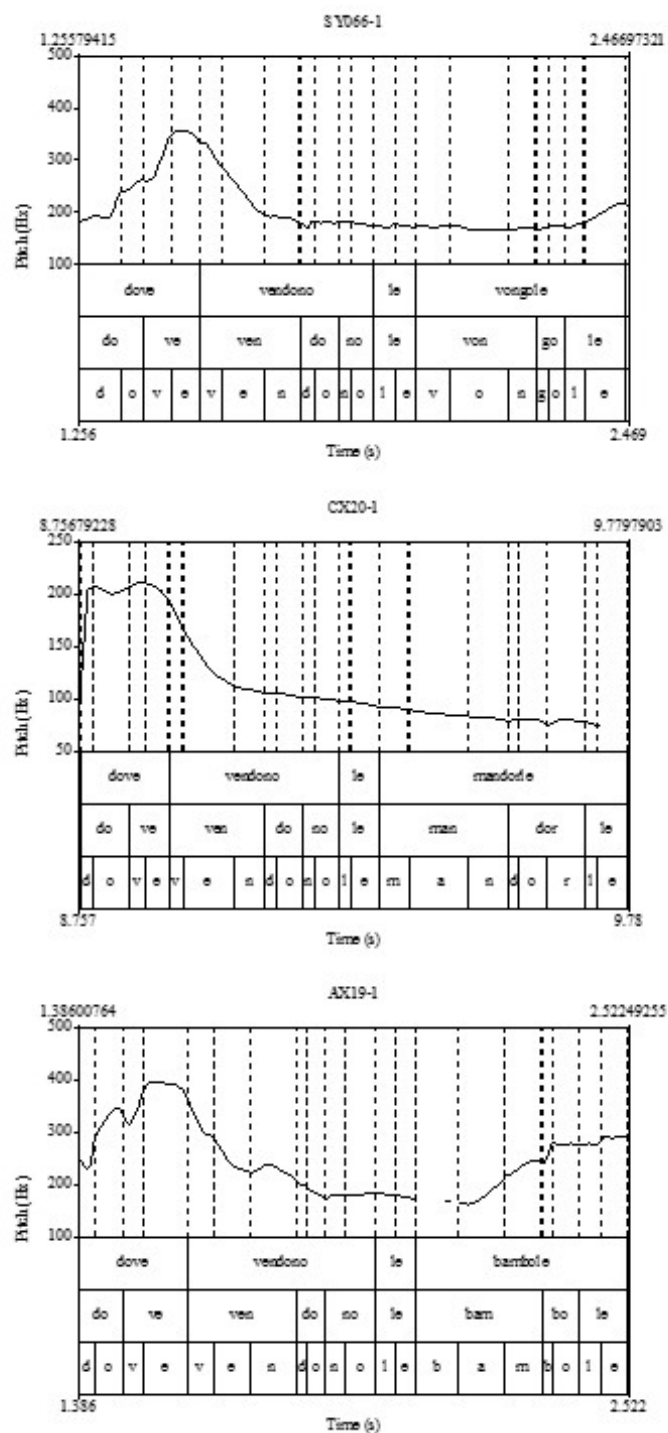 SY066-1
1.25579415 2.46697321
500
400
300
200
100
Pitch (Hz)
dove vendono le vongole
do ve ven do no le von go le
d o v e v e n d o n o l e v o n g o l e
1.256 2.469
Time (s)
CX20-1
8.75679228 9.7797903
250
200
150
100
50
Pitch (Hz)
dove vendono le mandorle
do ve ven do no le man dor le
d o v e v e n d o n o l e m a n d o r l e
8.757 9.78
Time (s)
AX19-1
1.38600764 2.52249255
500
400
300
200
100
Pitch (Hz)
dove vendono le bambole
do ve ven do no le bam bo le
d o v e v e n d o n o l e b a m b o l e
1.386 2.522
Time (s)